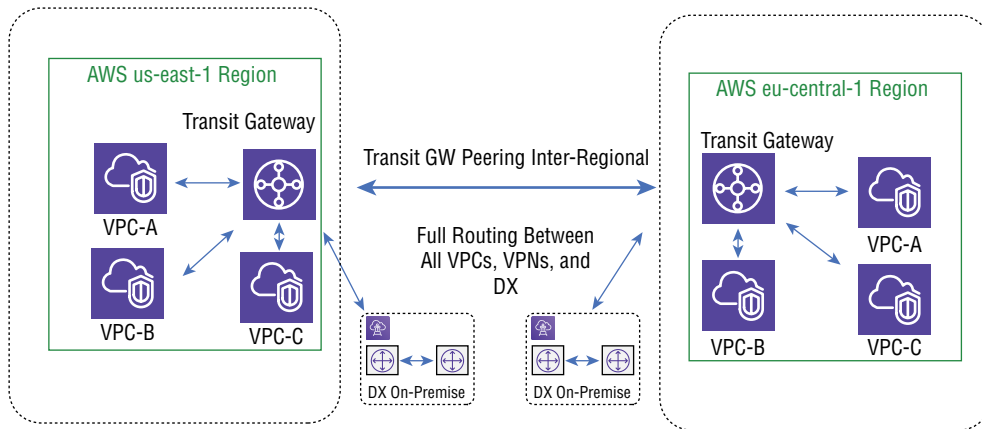 AWS us-east-1 Region
Transit Gateway
VPC-A
VPC-B
VPC-C
Transit GW Peering Inter-Regional
Full Routing Between
All VPCs, VPNs, and
DX
DX On-Premise
DX On-Premise
AWS eu-central-1 Region
Transit Gateway
VPC-A
VPC-B
VPC-C